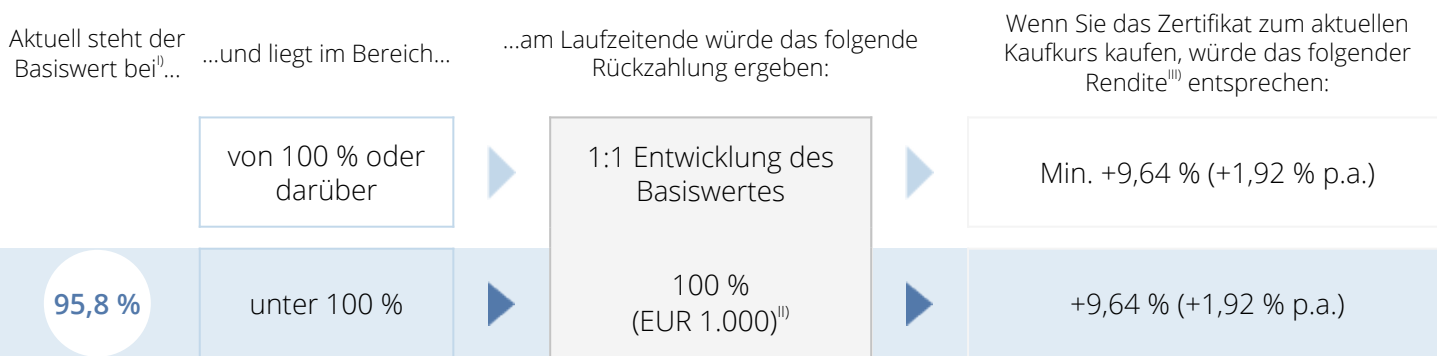 Aktuell steht der
Basiswert bei¹⁾...
...und liegt im Bereich...
...am Laufzeitende würde das folgende
Rückzahlung ergeben:
Wenn Sie das Zertifikat zum aktuellen
Kaufkurs kaufen, würde das folgender
Renditeᴵᴵᴵ⁾ entsprechen:
von 100 % oder
darüber
1:1 Entwicklung des
Basiswertes
Min. +9,64 % (+1,92 % p.a.)
95,8 %
unter 100 %
100 %
(EUR 1.000)ᴵᴵ⁾
+9,64 % (+1,92 % p.a.)